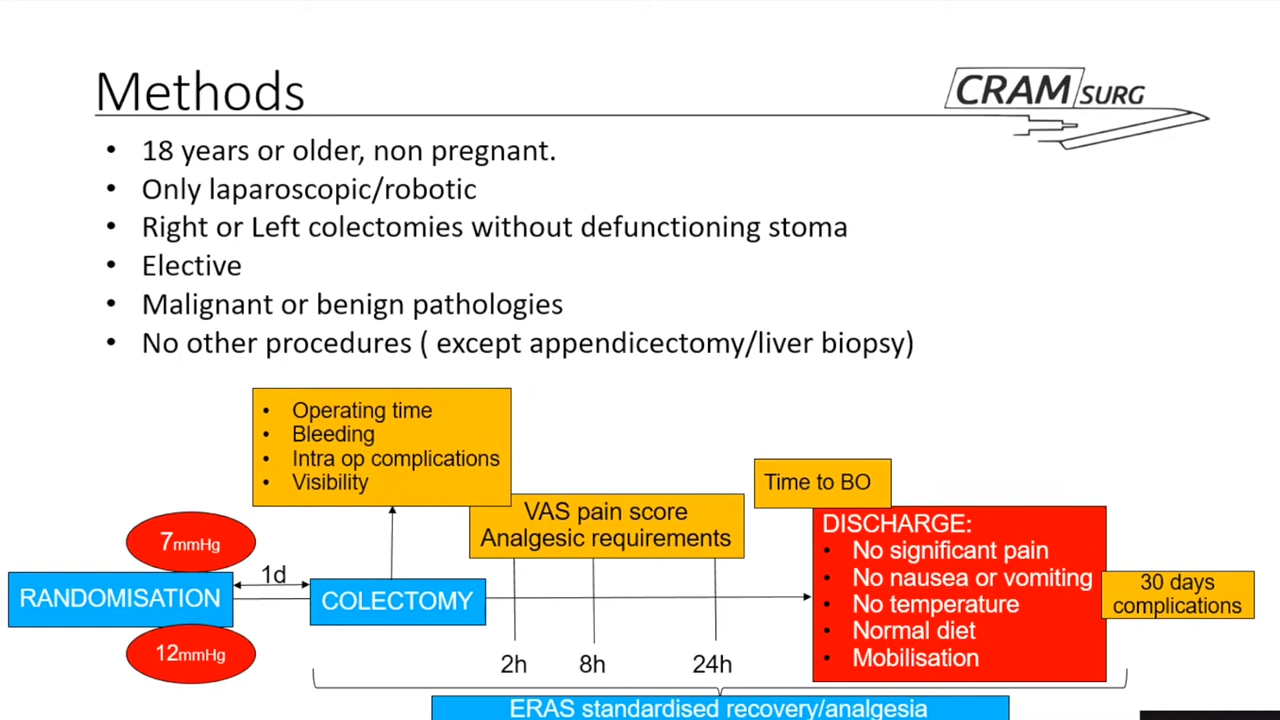 Methods
CRAM SURG
• 18 years or older, non pregnant.
• Only laparoscopic/robotic
• Right or Left colectomies without defunctioning stoma
• Elective
• Malignant or benign pathologies
• No other procedures ( except appendicectomy/liver biopsy)
• Operating time
• Bleeding
• Intra op complications
• Visibility
VAS pain score
Analgesic requirements
Time to BO
7mmHg
RANDOMISATION
12mmHg
1d
COLECTOMY
2h
8h
24h
DISCHARGE:
• No significant pain
• No nausea or vomiting
• No temperature
• Normal diet
• Mobilisation
30 days
complications
ERAS standardised recovery/analgesia